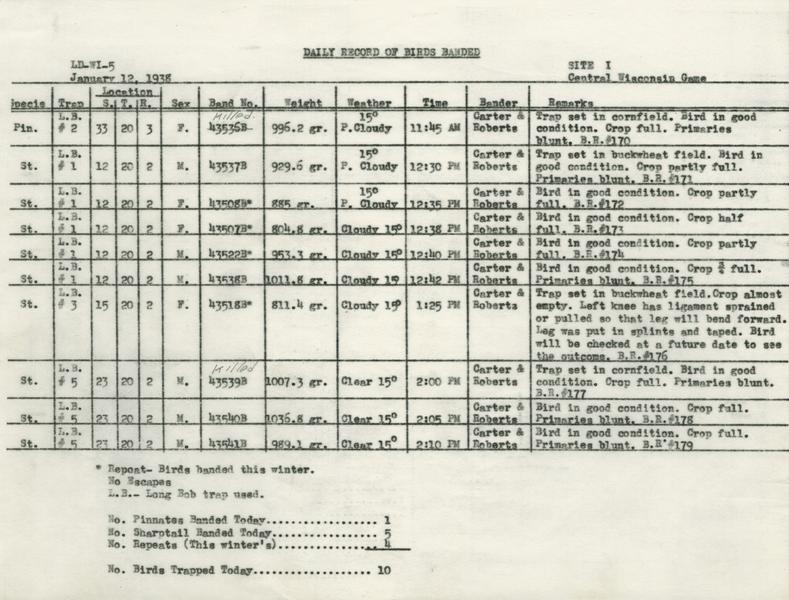 DAILY RECORD OF BIRDS BANDED
LD-WI-5 SITE I
January 12, 1938 Central Wisconsin Game
Location
Species Trap S. T. R. Sex Band No. Weight Weather Time Bander Remarks
L.B. Killed 15° Carter & Trap set in cornfield. Bird in good
Pin. # 2 33 20 3 F. 43536B 996.2 gr. P.Cloudy 11:45 AM Roberts condition. Crop full. Primaries
blunt. B.R.#170
L.B. 15° Carter & Trap set in buckwheat field. Bird in
St. # 1 12 20 2 M. 43537B 929.6 gr. P. Cloudy 12:30 PM Roberts good condition. Crop partly full.
Primaries blunt. B.R.#171
L.B. 15° Carter & Bird in good condition. Crop partly
St. # 1 12 20 2 F. 43508B* 885 gr. P. Cloudy 12:35 PM Roberts full. B.R.#172
L.B. Carter & Bird in good condition. Crop half
St. # 1 12 20 2 F. 43507B* 804.8 gr. Cloudy 15° 12:38 PM Roberts full. B.R.#173
L.B. Carter & Bird in good condition. Crop partly
St. # 1 12 20 2 M. 43522B* 953.3 gr. Cloudy 15° 12:40 PM Roberts full. B.R.#174
L.B. Carter & Bird in good condition. Crop ¾ full.
St. # 1 12 20 2 M. 43538B 1011.8 gr. Cloudy 15 12:42 PM Roberts Primaries blunt. B.R.#175
L.B. Carter & Trap set in buckwheat field.Crop almost
St. # 3 15 20 2 F. 43518B* 811.4 gr. Cloudy 15° 1:25 PM Roberts empty. Left knee has ligament sprained
or pulled so that leg will bend forward.
Leg was put in splints and taped. Bird
will be checked at a future date to see
the outcome. B.R.#176
L.B. Killed Carter & Trap set in cornfield. Bird in good
St. # 5 23 20 2 M. 43539B 1007.3 gr. Clear 15° 2:00 PM Roberts condition. Crop full. Primaries blunt.
B.R.#177
L.B. Carter & Bird in good condition. Crop full.
St. # 5 23 20 2 M. 43540B 1036.8 gr. Clear 15° 2:05 PM Roberts Primaries blunt. B.R.#178
L.B. Carter & Bird in good condition. Crop full.
St. # 5 23 20 2 M. 43541B 989.1 gr. Clear 15° 2:10 PM Roberts Primaries blunt. B.R #179
* Repeat- Birds banded this winter.
No Escapes
L.B.- Long Bob trap used.
No. Pinnates Banded Today.................. 1
No. Sharptail Banded Today................. 5
No. Repeats (This winter's)................ 4
No. Birds Trapped Today.................... 10